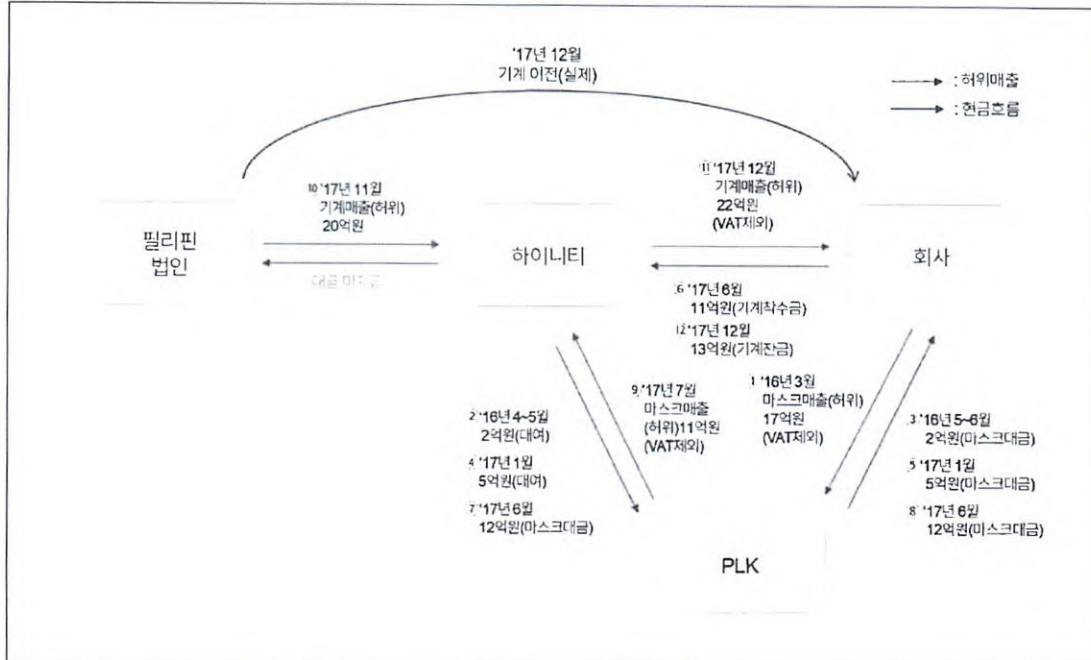 '17년 12월
기계 이전(실제)
: 허위매출
: 현금흐름
10 '17년 11월
기계매출(허위)
20억원
11 '17년 12월
기계매출(허위)
22억원
(VAT제외)
필리핀
법인
하이니티
회사
대금 미지급
6 '17년 6월
11억원(기계착수금)
12 '17년 12월
13억원(기계잔금)
2 '16년 4~5월
2억원(대여)
4 '17년 1월
5억원(대여)
7 '17년 6월
12억원(마스크대금)
9 '17년 7월
마스크매출
(허위)11억원
(VAT제외)
1 '16년 3월
마스크매출(허위)
17억원
(VAT제외)
3 '16년 5~6월
2억원(마스크대금)
5 '17년 1월
5억원(마스크대금)
8 '17년 6월
12억원(마스크대금)
PLK